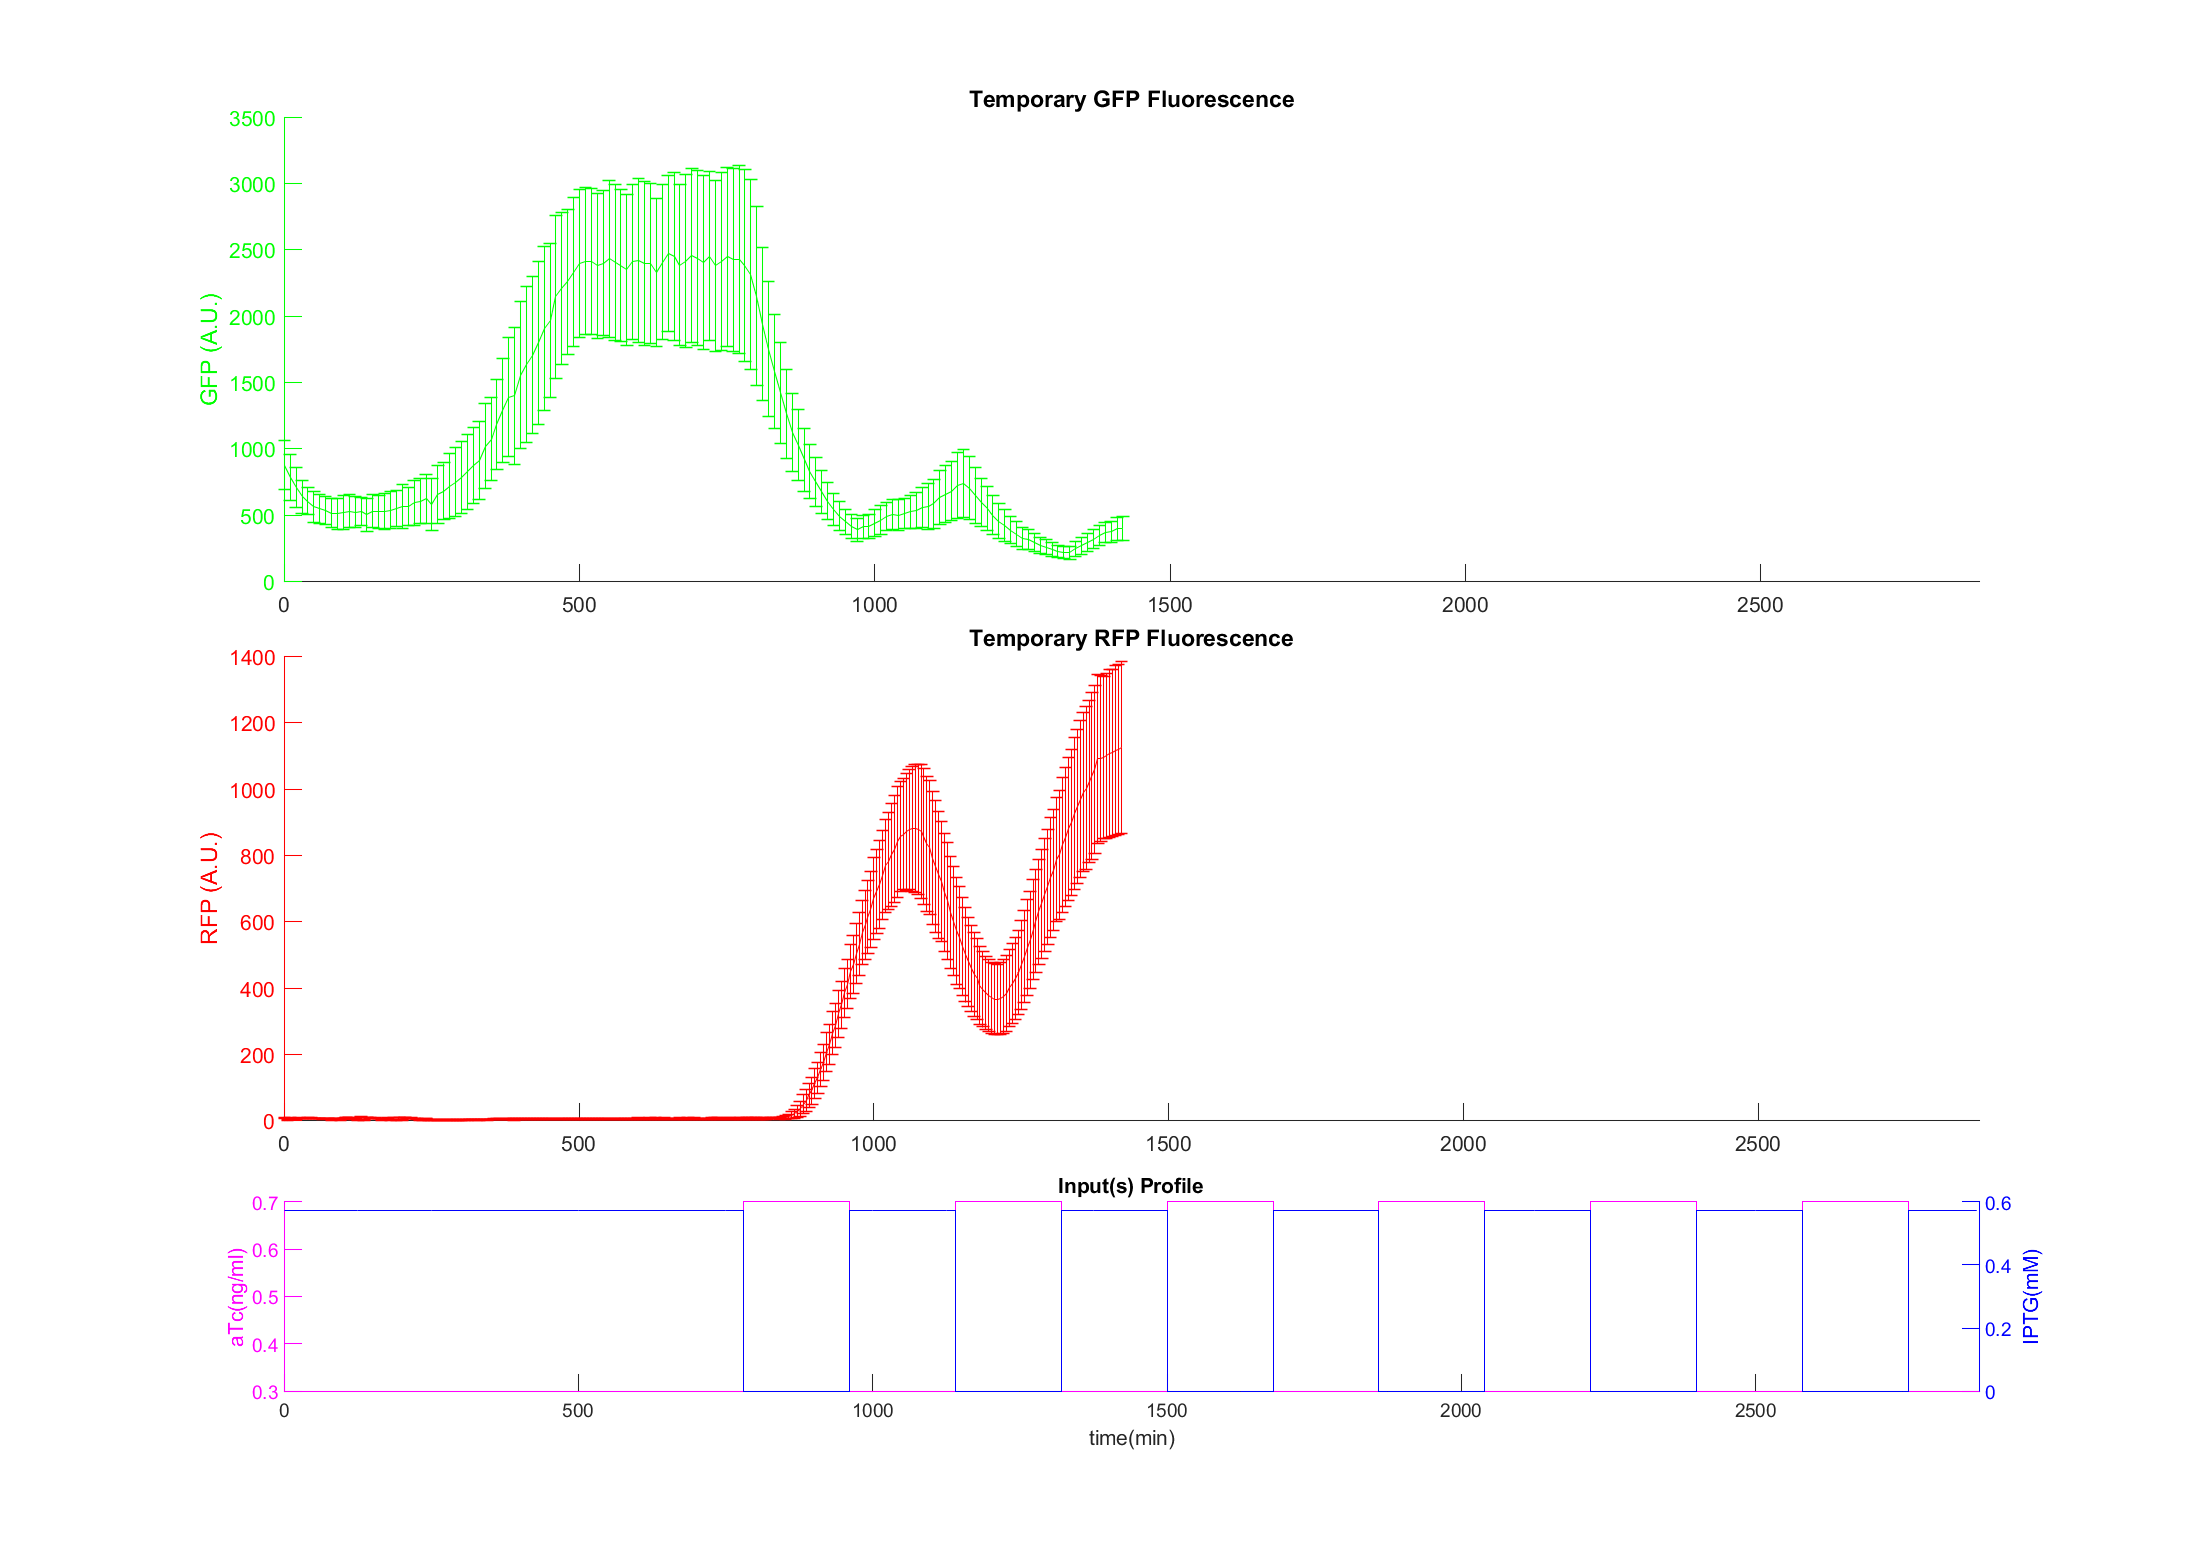 Temporary GFP Fluorescence
3500
3000
2500
2000
1500
1000
500
0
GFP (A.U.)
0 500 1000 1500 2000 2500
Temporary RFP Fluorescence
1400
1200
1000
800
600
400
200
0
RFP (A.U.)
0 500 1000 1500 2000 2500
Input(s) Profile
0.7
0.6
0.5
0.4
0.3
aTc(ng/ml)
0.6
0.4
0.2
0
IPTG(mM)
0 500 1000 1500 2000 2500
time(min)